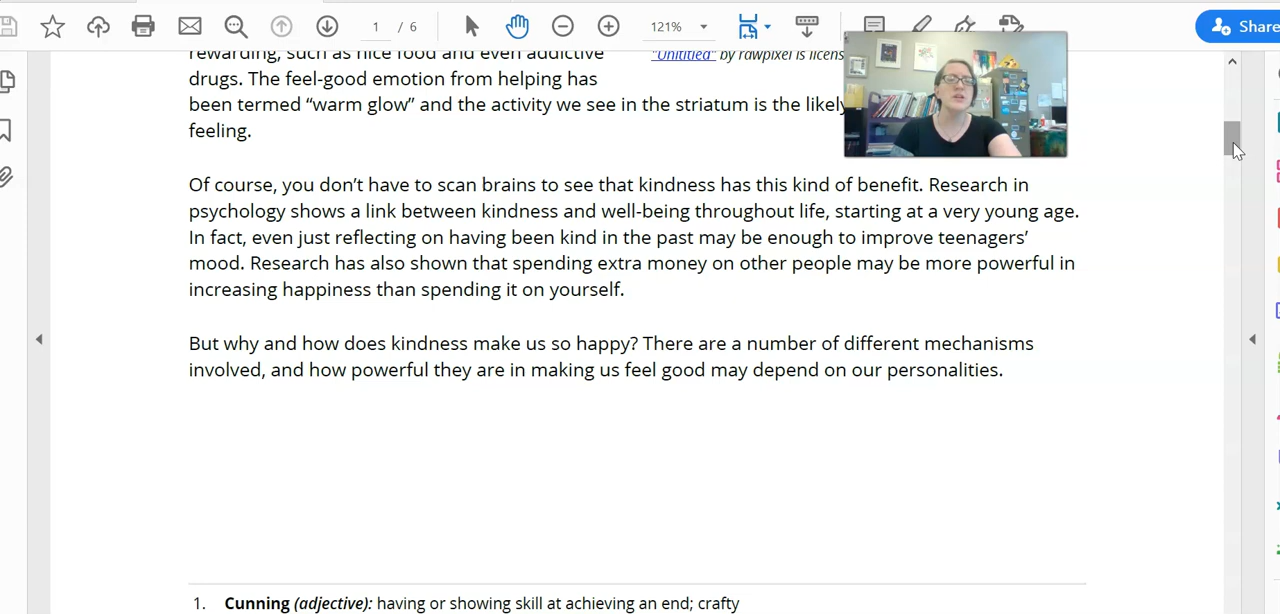 1 / 6
121%
Share
rewarding, such as nice food and even addictive
"Untitled" by rawpixel is licens
drugs. The feel-good emotion from helping has
been termed “warm glow” and the activity we see in the striatum is the likely
feeling.
Of course, you don’t have to scan brains to see that kindness has this kind of benefit. Research in
psychology shows a link between kindness and well-being throughout life, starting at a very young age.
In fact, even just reflecting on having been kind in the past may be enough to improve teenagers’
mood. Research has also shown that spending extra money on other people may be more powerful in
increasing happiness than spending it on yourself.
But why and how does kindness make us so happy? There are a number of different mechanisms
involved, and how powerful they are in making us feel good may depend on our personalities.
1. Cunning (adjective): having or showing skill at achieving an end; crafty